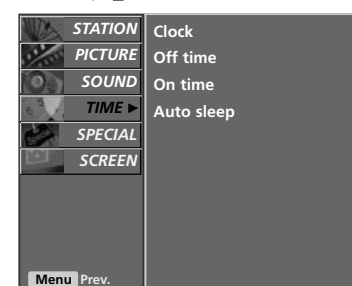 STATION
PICTURE
SOUND
TIME ►
SPECIAL
SCREEN
Clock
Off time
On time
Auto sleep
Menu Prev.